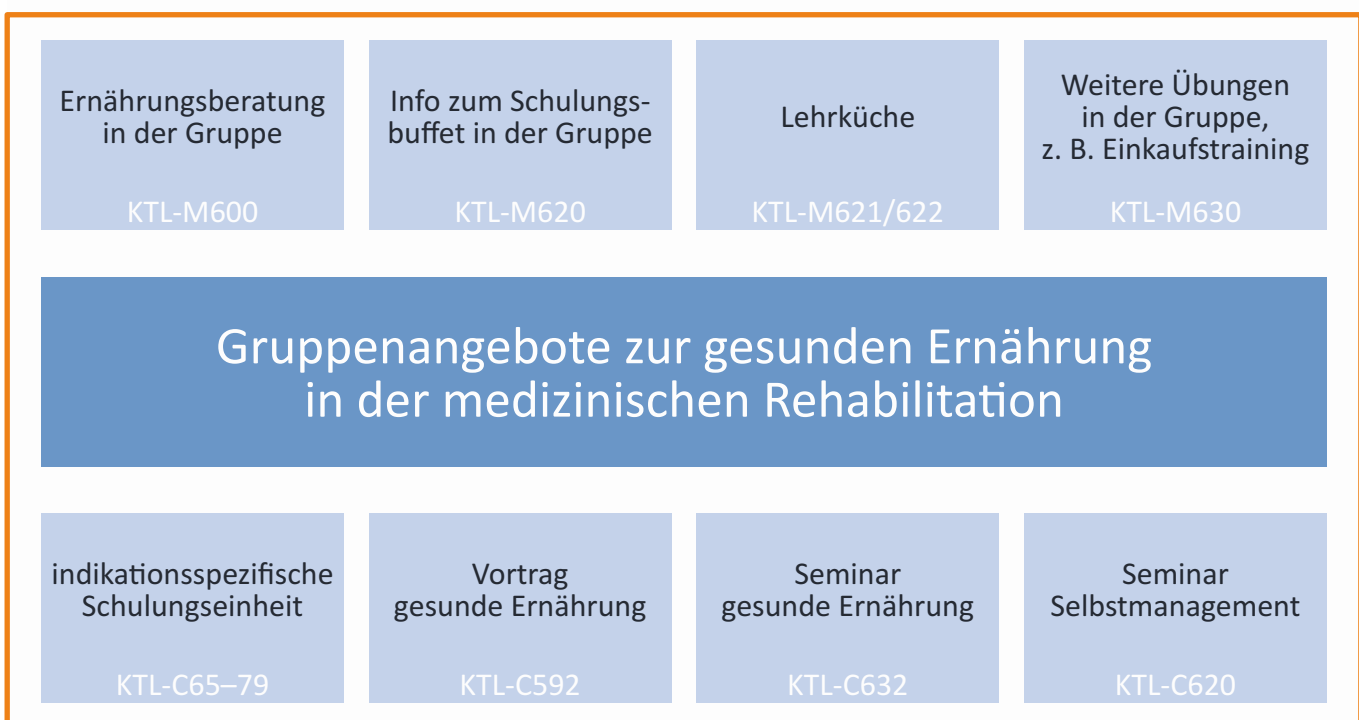 Ernährungsberatung
in der Gruppe
KTL-M600
Info zum Schulungs-
buffet in der Gruppe
KTL-M620
Lehrküche
KTL-M621/622
Weitere Übungen
in der Gruppe,
z. B. Einkaufstraining
KTL-M630
Gruppenangebote zur gesunden Ernährung
in der medizinischen Rehabilitation
indikationsspezifische
Schulungseinheit
KTL-C65–79
Vortrag
gesunde Ernährung
KTL-C592
Seminar
gesunde Ernährung
KTL-C632
Seminar
Selbstmanagement
KTL-C620